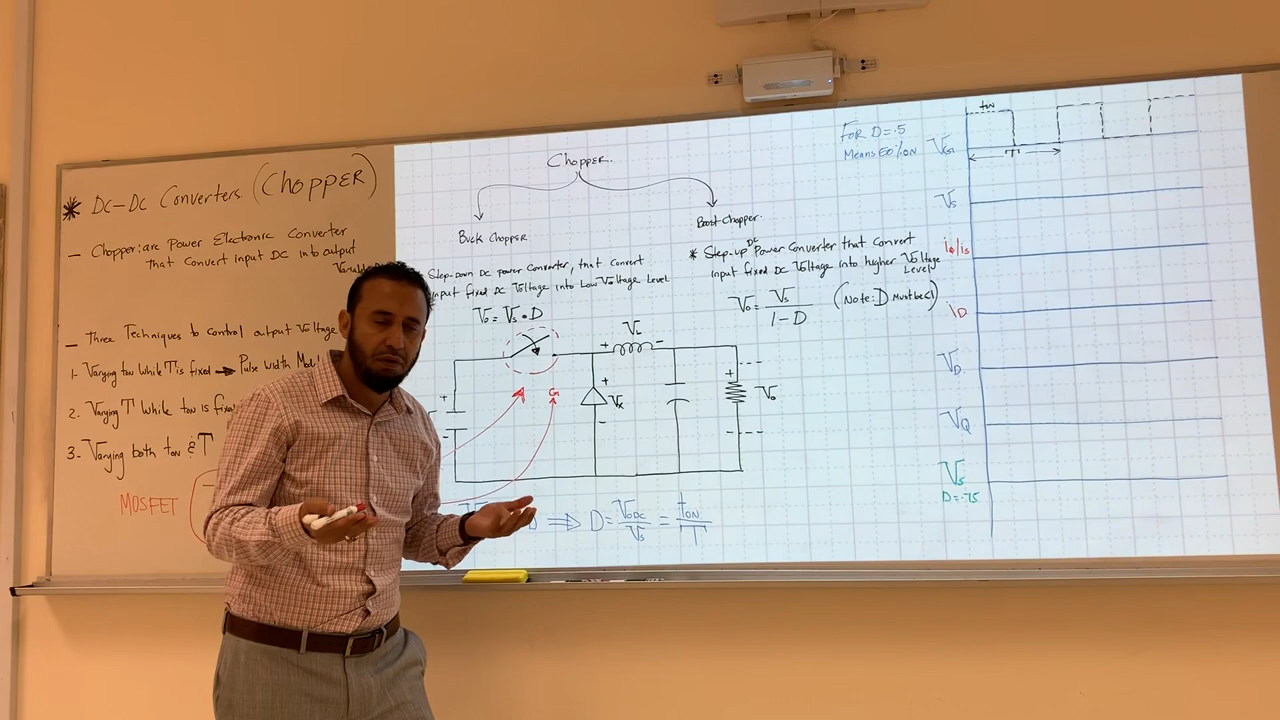 * DC-DC Converters. (CHOPPER)
- Chopper: are Power Electronic Converter
that Convert input DC into output
Variable
- Three Techniques to control output Voltage
1- Varying ton while T is fixed → Pulse Width
2. Varying T while ton is
3- Varying both ton & T
MOSFET
Chopper.
Buck Chopper
Step-down DC power converter, that convert
input fixed DC Voltage into Low Voltage Level
Vo = Vs • D
Boost Chopper.
* Step-up DC Power Converter that Convert
input fixed DC Voltage into higher Voltage
Level
Vo = Vs / 1-D (Note: D Must be <1)
VL
+ -
+ Vx -
+ Vo
G
⇒ D = VoDC / Vs = ton / T
FOR D = .5
Means 50% ON
ton
T
VG
Vs
iQ/is
iD
VD
VQ
Vs
D = .75